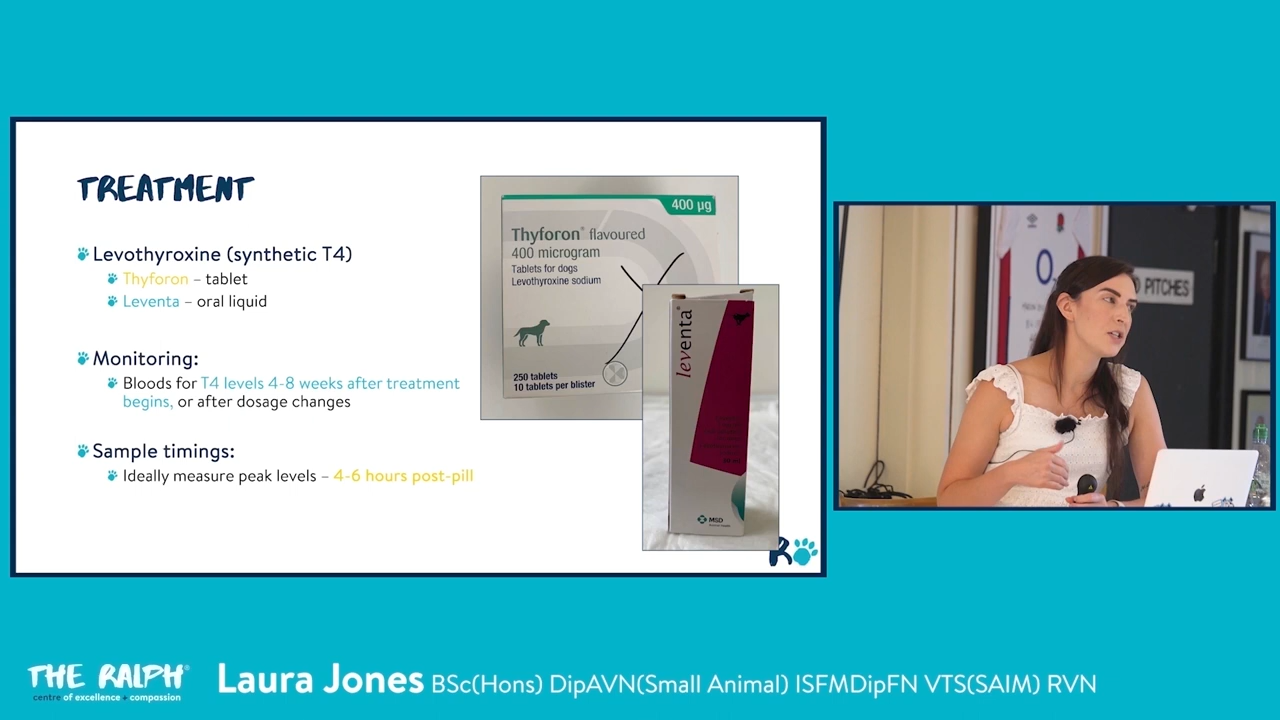 TREATMENT
Levothyroxine (synthetic T4)
Thyforon – tablet
Leventa – oral liquid
Monitoring:
Bloods for T4 levels 4-8 weeks after treatment
begins, or after dosage changes
Sample timings:
Ideally measure peak levels – 4-6 hours post-pill
400 µg
Thyforon® flavoured
400 microgram
Tablets for dogs
Levothyroxine sodium
250 tablets
10 tablets per blister
leventa®
MSD
R
O₂
PITCHES
THE RALPH®
centre of excellence + compassion
Laura Jones BSc(Hons) DipAVN(Small Animal) ISFMDipFN VTS(SAIM) RVN